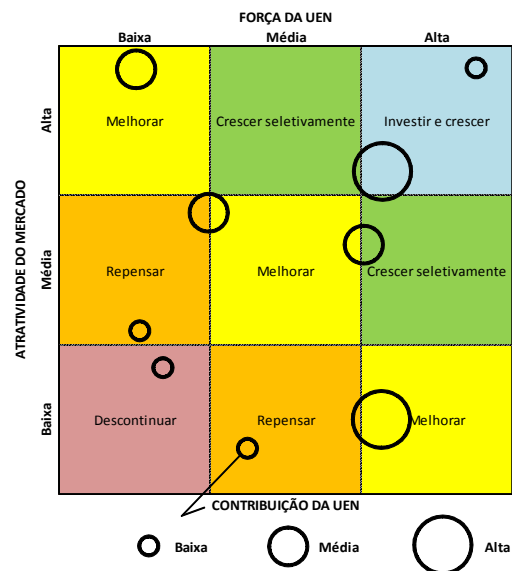 FORÇA DA UEN
Baixa Média Alta
ATRATIVIDADE DO MERCADO
Alta
Melhorar Crescer seletivamente Investir e crescer
Média
Repensar Melhorar Crescer seletivamente
Baixa
Descontinuar Repensar Melhorar
CONTRIBUIÇÃO DA UEN
Baixa Média Alta